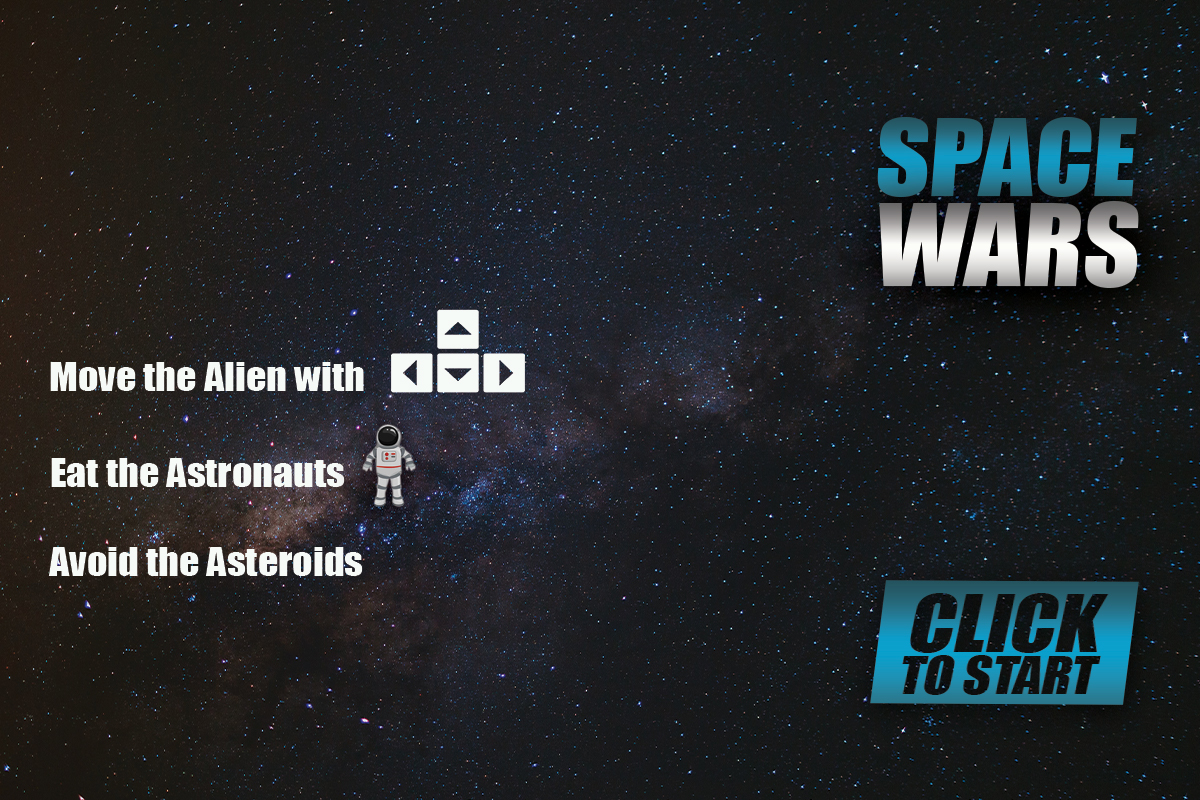 SPACE
WARS
Move the Alien with
Eat the Astronauts
Avoid the Asteroids
CLICK
TO START